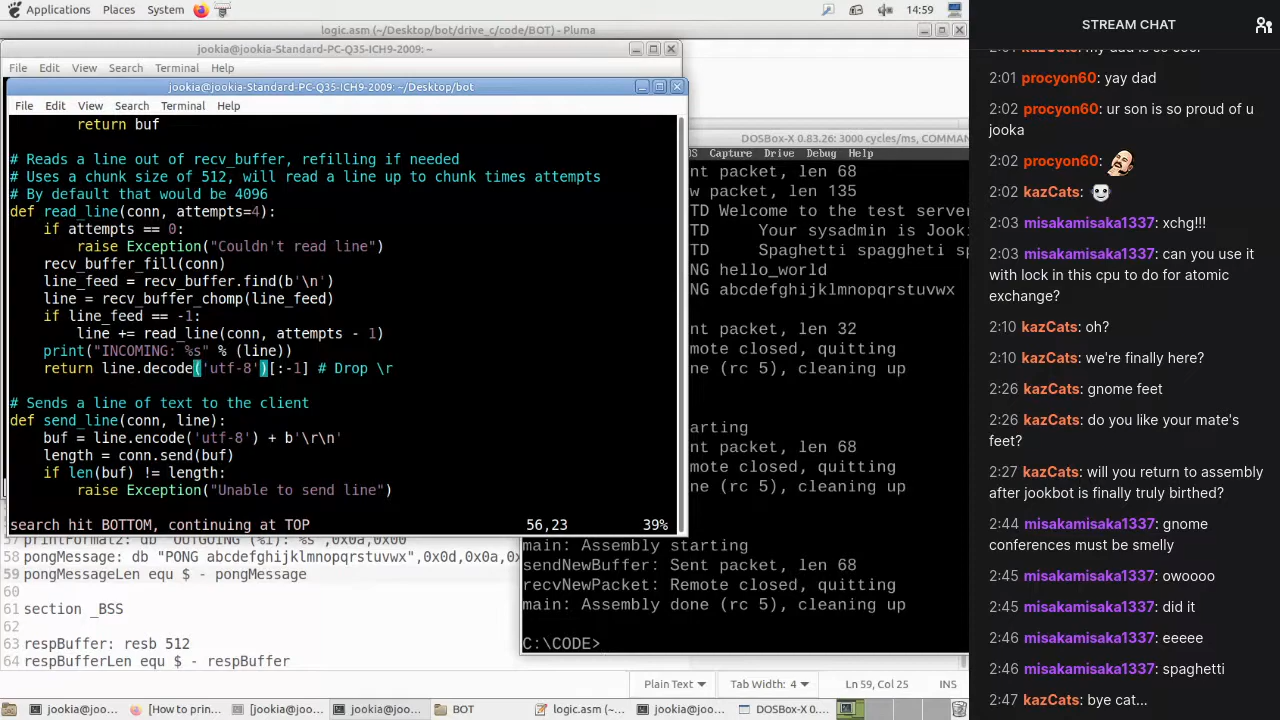 Applications Places System 14:59
logic.asm (~/Desktop/bot/drive_c/code/BOT) - Pluma
jookia@jookia-Standard-PC-Q35-ICH9-2009: ~
File Edit View Search Terminal Help
jookia@jookia-Standard-PC-Q35-ICH9-2009: ~/Desktop/bot
File Edit View Search Terminal Help
return buf
# Reads a line out of recv_buffer, refilling if needed
# Uses a chunk size of 512, will read a line up to chunk times attempts
# By default that would be 4096
def read_line(conn, attempts=4):
if attempts == 0:
raise Exception("Couldn't read line")
recv_buffer_fill(conn)
line_feed = recv_buffer.find(b'\n')
line = recv_buffer_chomp(line_feed)
if line_feed == -1:
line += read_line(conn, attempts - 1)
print("INCOMING: %s" % (line))
return line.decode('utf-8')[:-1] # Drop \r
# Sends a line of text to the client
def send_line(conn, line):
buf = line.encode('utf-8') + b'\r\n'
length = conn.send(buf)
if len(buf) != length:
raise Exception("Unable to send line")
search hit BOTTOM, continuing at TOP 56,23 39%
58 pongMessage: db "PONG abcdefghijklmnopqrstuvwx",0x0d,0x0a,0x
59 pongMessageLen equ $ - pongMessage
60
61 section _BSS
62
63 respBuffer: resb 512
64 respBufferLen equ $ - respBuffer
Plain Text Tab Width: 4 Ln 59, Col 25 INS
DOSBox-X 0.83.26: 3000 cycles/ms, COMMAN
OS Capture Drive Debug Help
nt packet, len 68
w packet, len 135
TD Welcome to the test server
TD Your sysadmin is Jook
TD Spaghetti spaggheti sp
NG hello_world
NG abcdefghijklmnopqrstuvwx
nt packet, len 32
mote closed, quitting
(rc 5), cleaning up
arting
nt packet, len 68
mote closed, quitting
(rc 5), cleaning up
main: Assembly starting
sendNewBuffer: Sent packet, len 68
recvNewPacket: Remote closed, quitting
main: Assembly done (rc 5), cleaning up
C:\CODE>
jookia@joo... [How to prin... [jookia@joo... jookia@joo... BOT logic.asm (~... jookia@joo... DOSBox-X 0....
STREAM CHAT
2:01 kazCats: my dad is so cool
2:01 procyon60: yay dad
2:02 procyon60: ur son is so proud of u
jooka
2:02 procyon60:
2:02 kazCats:
2:03 misakamisaka1337: xchg!!!
2:03 misakamisaka1337: can you use it
with lock in this cpu to do for atomic
exchange?
2:10 kazCats: oh?
2:10 kazCats: we're finally here?
2:26 kazCats: gnome feet
2:26 kazCats: do you like your mate's
feet?
2:27 kazCats: will you return to assembly
after jookbot is finally truly birthed?
2:44 misakamisaka1337: gnome
conferences must be smelly
2:45 misakamisaka1337: owoooo
2:45 misakamisaka1337: did it
2:46 misakamisaka1337: eeeee
2:46 misakamisaka1337: spaghetti
2:47 kazCats: bye cat...